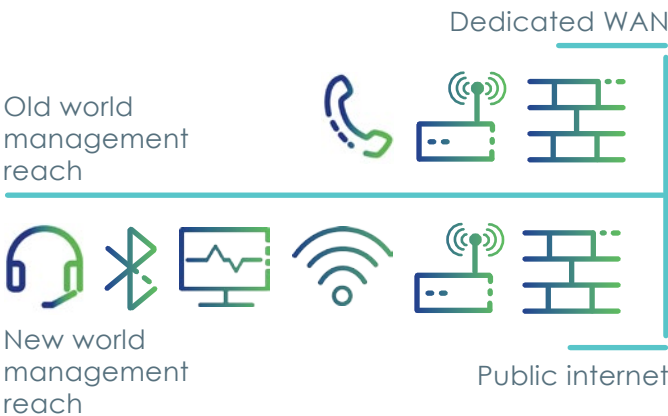 Dedicated WAN
Old world
management
reach
New world
management
reach
Public internet